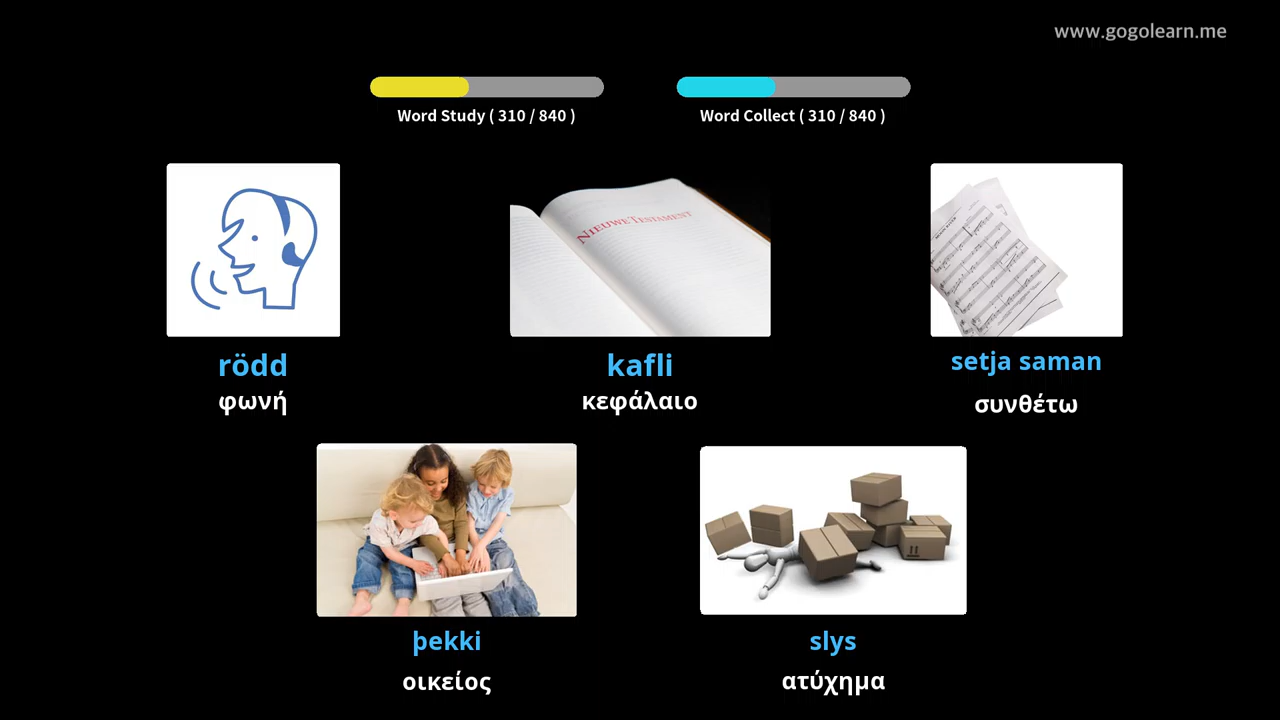 www.gogolearn.me
Word Study ( 310 / 840 )
Word Collect ( 310 / 840 )
NIEUWE TESTAMENT
rödd
φωνή
kafli
κεφάλαιο
setja saman
συνθέτω
þekki
οικείος
slys
ατύχημα